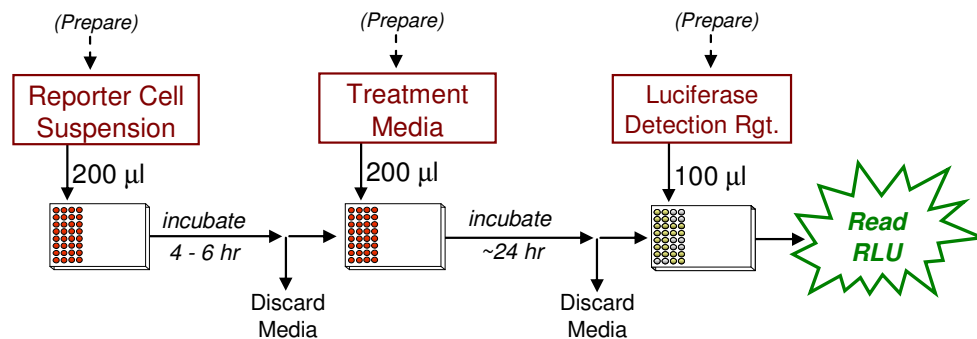 (Prepare)
(Prepare)
(Prepare)
Reporter Cell
Suspension
Treatment
Media
Luciferase
Detection Rgt.
200 µl
200 µl
100 µl
incubate
4 - 6 hr
incubate
~24 hr
Read
RLU
Discard
Media
Discard
Media